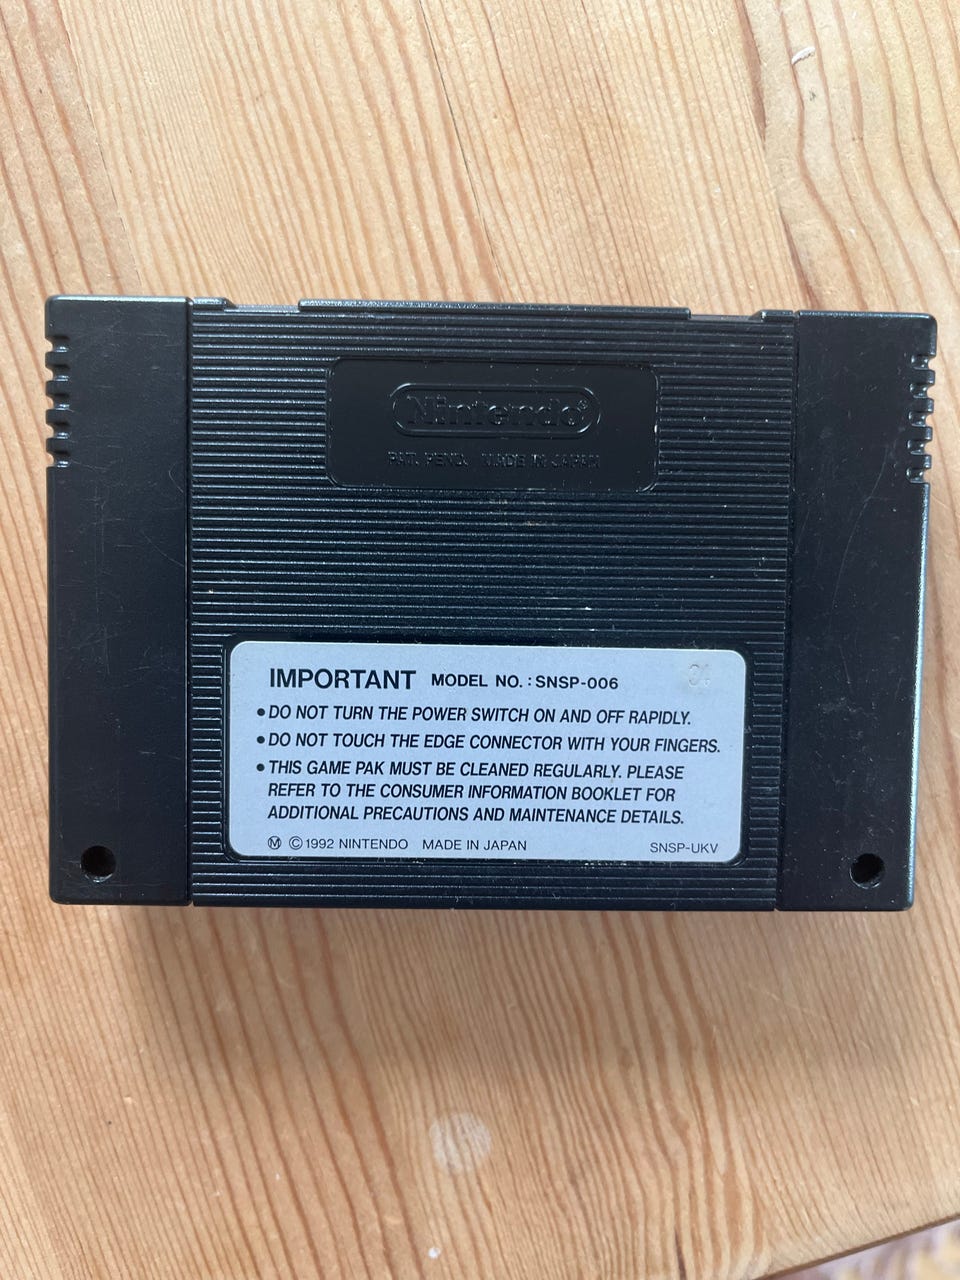 Nintendo®
PAT. PEND. MADE IN JAPAN
IMPORTANT MODEL NO. : SNSP-006
• DO NOT TURN THE POWER SWITCH ON AND OFF RAPIDLY.
• DO NOT TOUCH THE EDGE CONNECTOR WITH YOUR FINGERS.
• THIS GAME PAK MUST BE CLEANED REGULARLY. PLEASE
REFER TO THE CONSUMER INFORMATION BOOKLET FOR
ADDITIONAL PRECAUTIONS AND MAINTENANCE DETAILS.
Ⓜ © 1992 NINTENDO MADE IN JAPAN SNSP-UKV